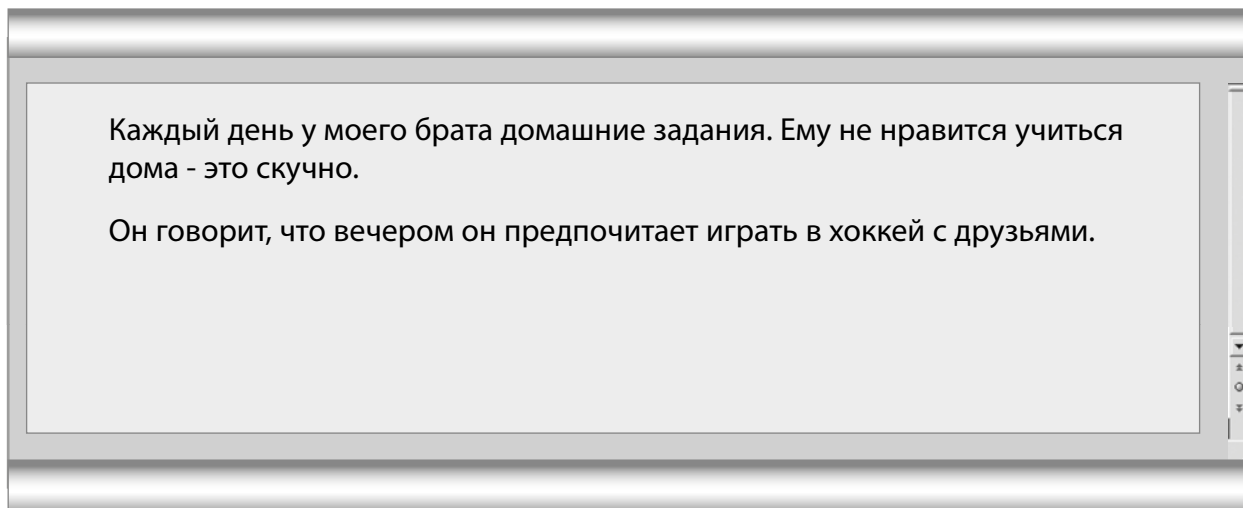 Каждый день у моего брата домашние задания. Ему не нравится учиться
дома - это скучно.
Он говорит, что вечером он предпочитает играть в хоккей с друзьями.